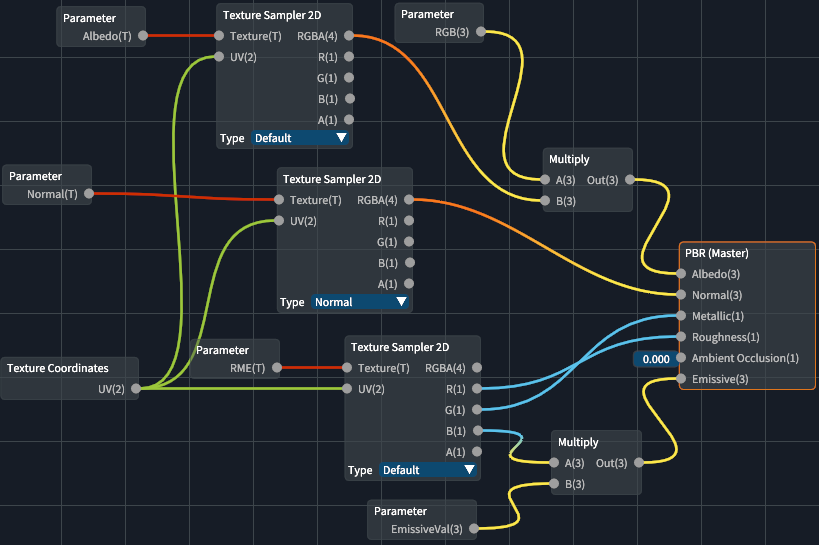 Parameter
Albedo(T)
Texture Sampler 2D
Texture(T) RGBA(4)
UV(2) R(1)
G(1)
B(1)
A(1)
Type Default
Parameter
RGB(3)
Parameter
Normal(T)
Texture Sampler 2D
Texture(T) RGBA(4)
UV(2) R(1)
G(1)
B(1)
A(1)
Type Normal
Multiply
A(3) Out(3)
B(3)
PBR (Master)
Albedo(3)
Normal(3)
Metallic(1)
Roughness(1)
0.000 Ambient Occlusion(1)
Emissive(3)
Texture Coordinates
UV(2)
Parameter
RME(T)
Texture Sampler 2D
Texture(T) RGBA(4)
UV(2) R(1)
G(1)
B(1)
A(1)
Type Default
Multiply
A(3) Out(3)
B(3)
Parameter
EmissiveVal(3)